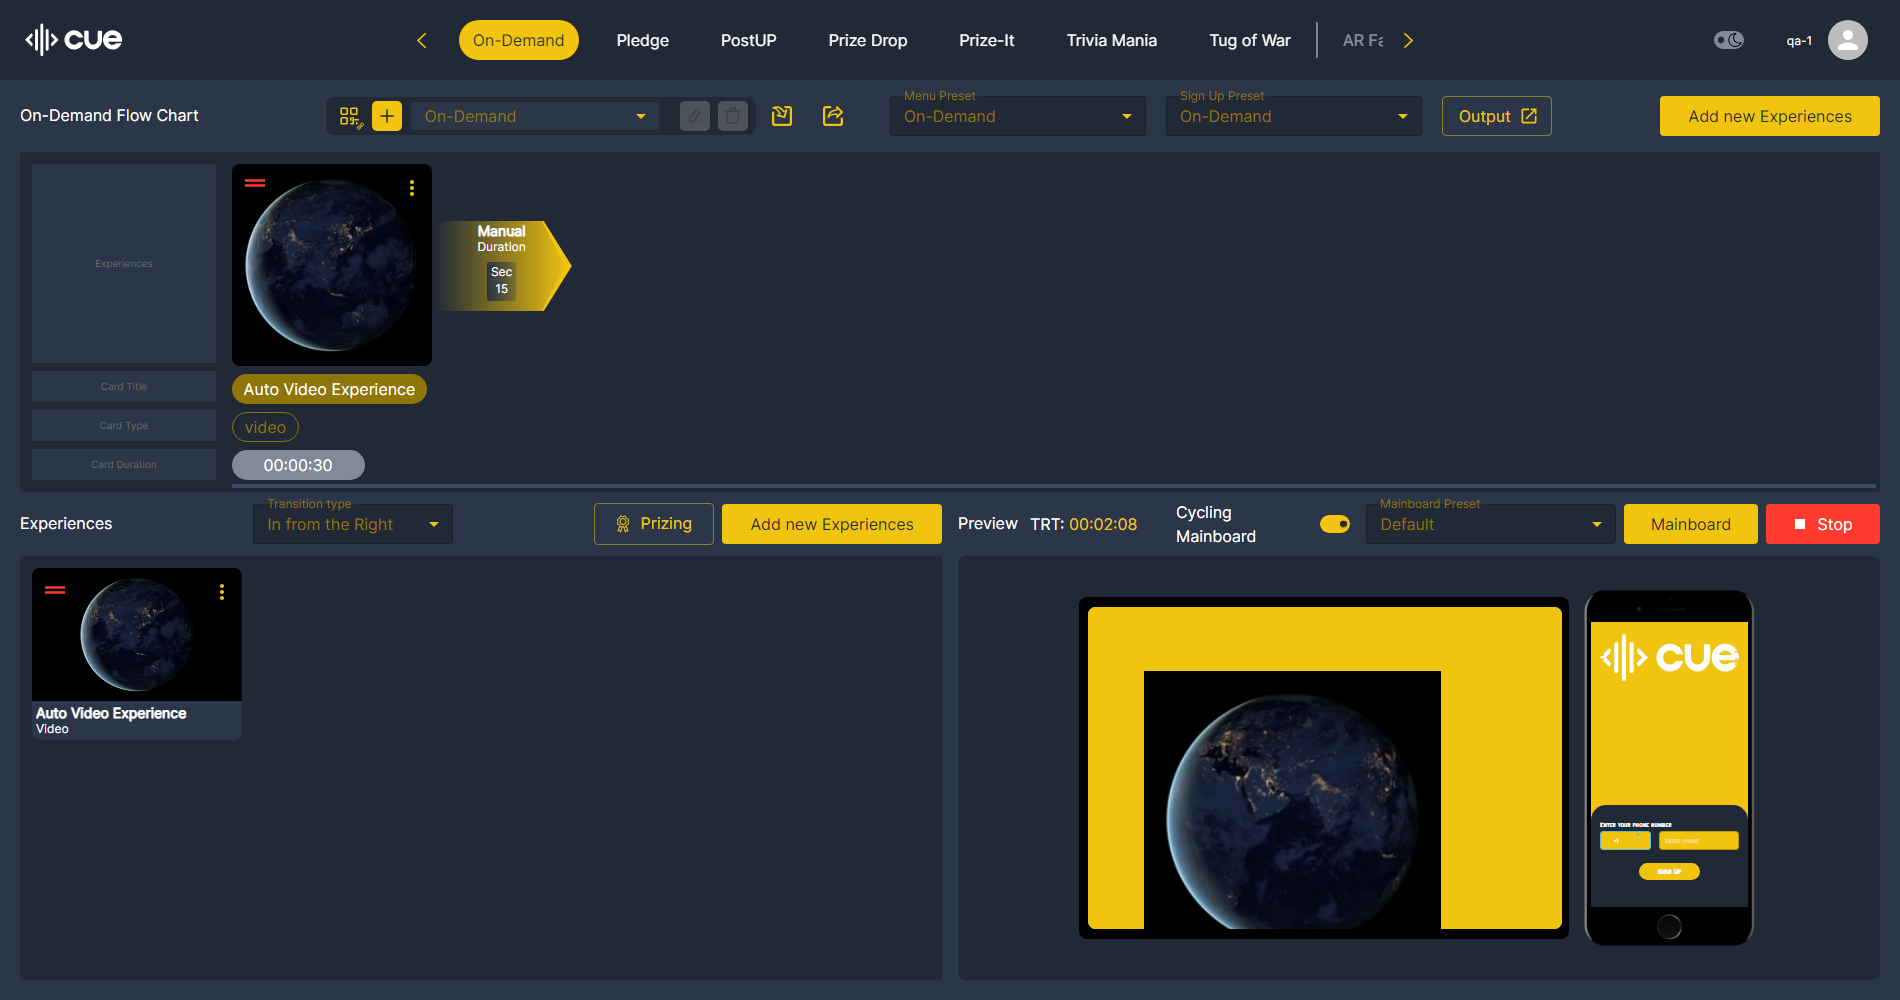 cue
On-Demand
Pledge
PostUP
Prize Drop
Prize-It
Trivia Mania
Tug of War
AR Fa
qa-1
On-Demand Flow Chart
On-Demand
Menu Preset
On-Demand
Sign Up Preset
On-Demand
Output
Add new Experiences
Experiences
Manual
Duration
Sec
15
Card Title
Auto Video Experience
Card Type
video
Card Duration
00:00:30
Experiences
Transition type
In from the Right
Prizing
Add new Experiences
Preview
TRT: 00:02:08
Cycling
Mainboard
Mainboard Preset
Default
Mainboard
Stop
Auto Video Experience
Video
cue
Enter your phone number
+1
Enter phone
Sign up